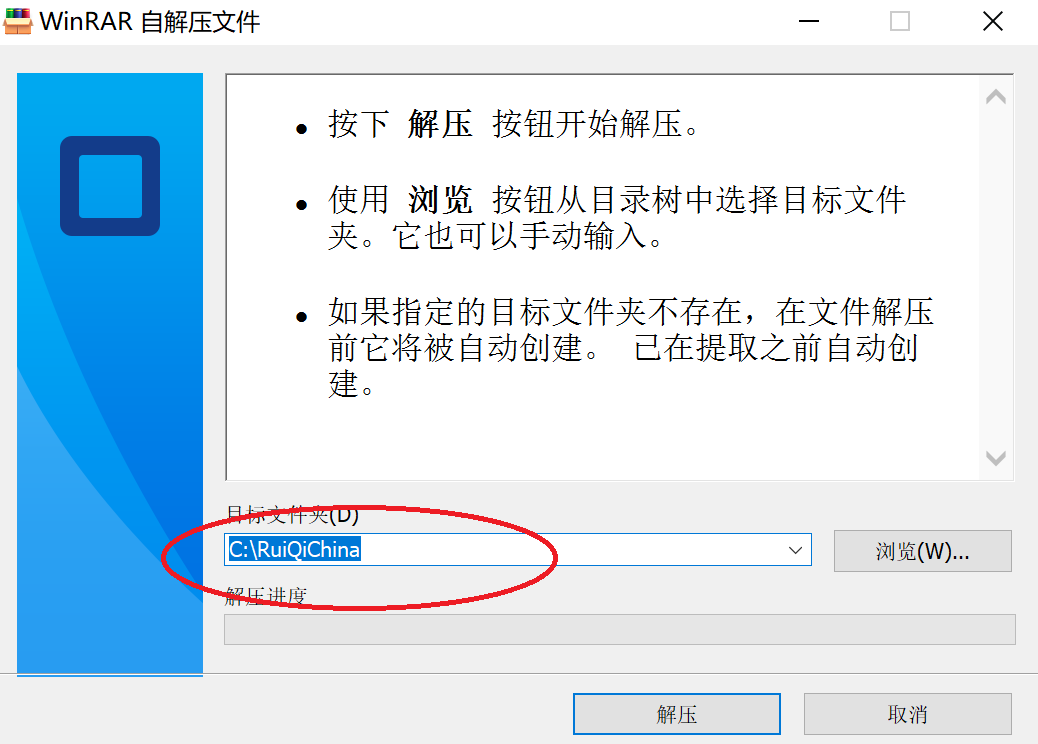 WinRAR 自解压文件
按下 解压 按钮开始解压。
使用 浏览 按钮从目录树中选择目标文件
夹。它也可以手动输入。
如果指定的目标文件夹不存在，在文件解压
前它将被自动创建。 已在提取之前自动创
建。
目标文件夹(D)
C:\RuiQiChina
浏览(W)...
解压进度
解压
取消